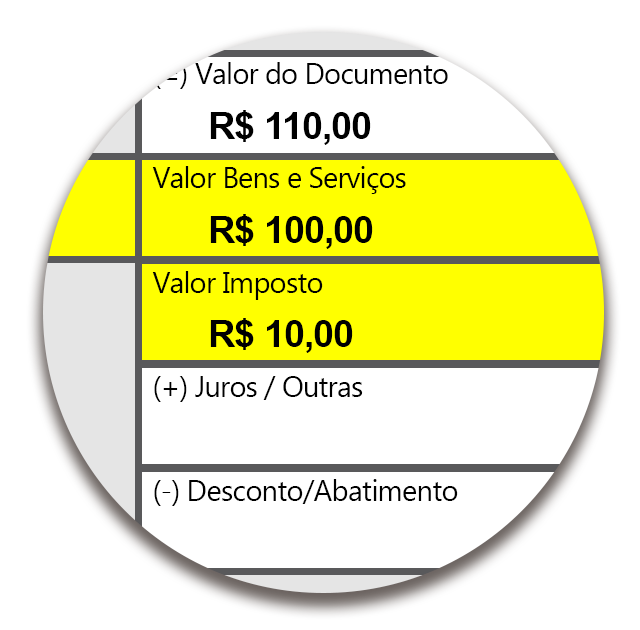 (=) Valor do Documento
R$ 110,00
Valor Bens e Serviços
R$ 100,00
Valor Imposto
R$ 10,00
(+) Juros / Outras
(-) Desconto/Abatimento